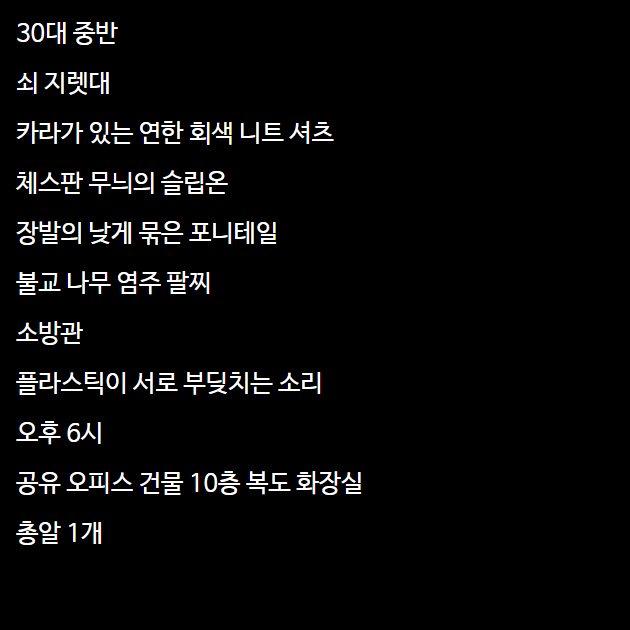 30대 중반
쇠 지렛대
카라가 있는 연한 회색 니트 셔츠
체스판 무늬의 슬립온
장발의 낮게 묶은 포니테일
불교 나무 염주 팔찌
소방관
플라스틱이 서로 부딪치는 소리
오후 6시
공유 오피스 건물 10층 복도 화장실
총알 1개